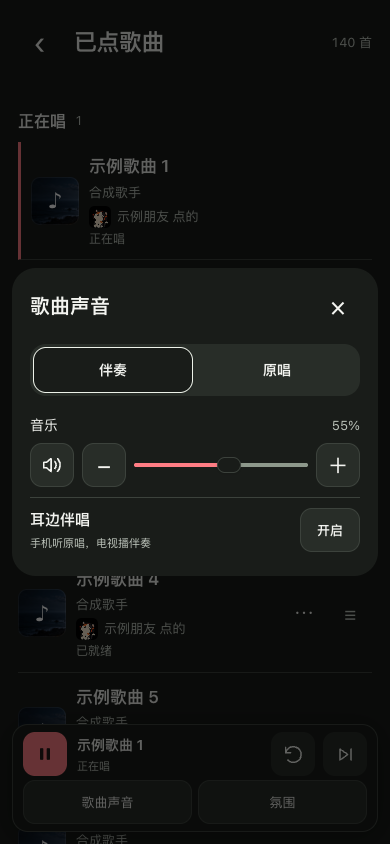 已点歌曲
140 首
正在唱 1
示例歌曲 1
合成歌手
示例朋友 点的
正在唱
歌曲声音
伴奏
原唱
音乐
55%
耳边伴唱
手机听原唱，电视播伴奏
开启
示例歌曲 4
合成歌手
示例朋友 点的
已就绪
示例歌曲 5
合成歌手
示例歌曲 1
正在唱
歌曲声音
氛围
合成歌手